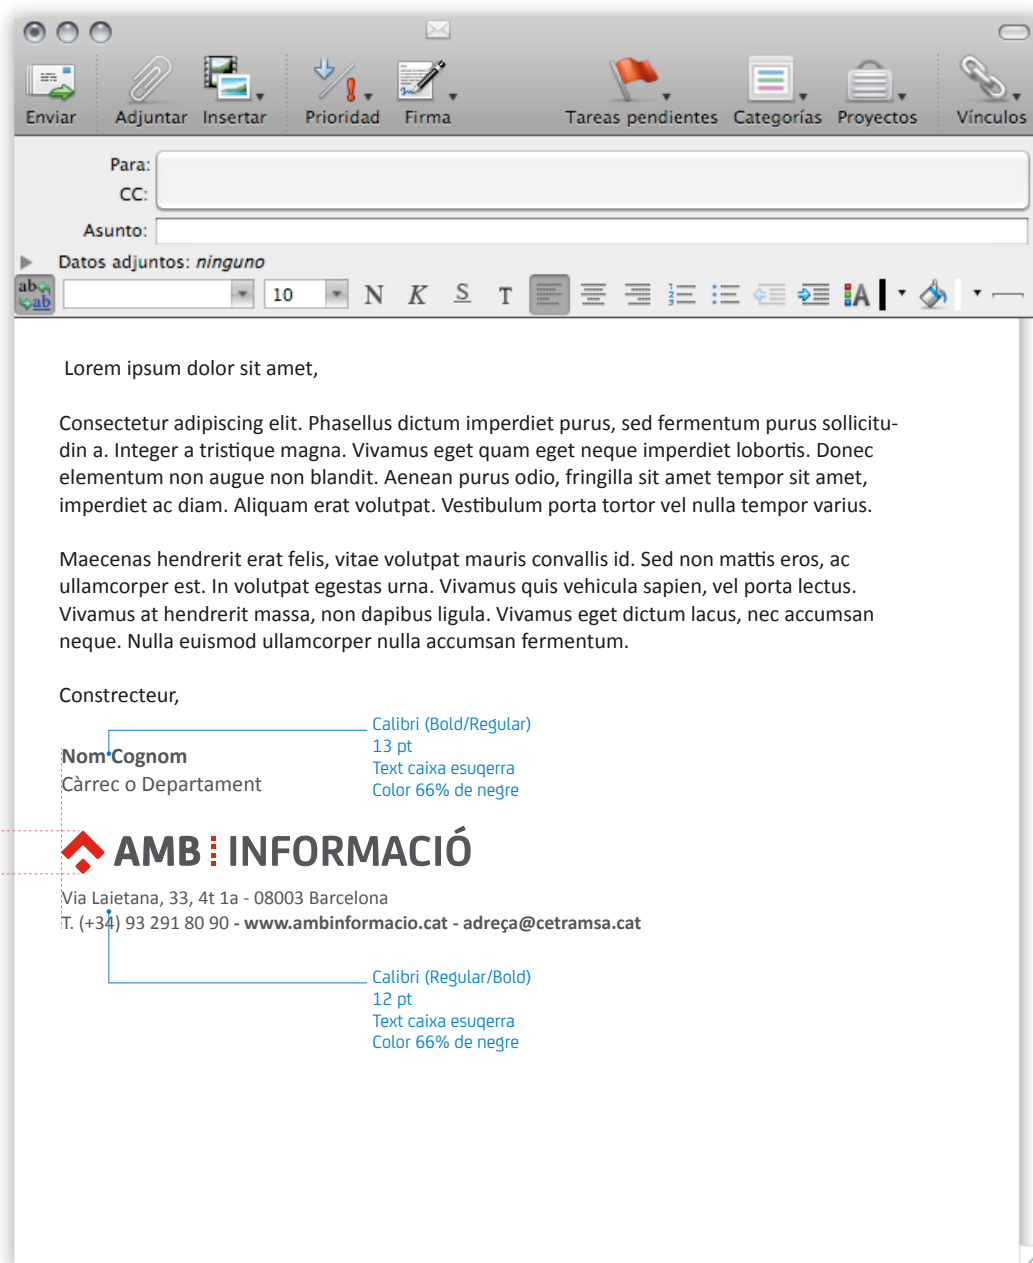 Enviar Adjuntar Insertar Prioridad Firma Tareas pendientes Categorías Proyectos Vínculos
Para:
CC:
Asunto:
Datos adjuntos: ninguno
abc ab 10 N K S T A
Lorem ipsum dolor sit amet,
Consectetur adipiscing elit. Phasellus dictum imperdiet purus, sed fermentum purus sollicitu-
din a. Integer a tristique magna. Vivamus eget quam eget neque imperdiet lobortis. Donec
elementum non augue non blandit. Aenean purus odio, fringilla sit amet tempor sit amet,
imperdiet ac diam. Aliquam erat volutpat. Vestibulum porta tortor vel nulla tempor varius.
Maecenas hendrerit erat felis, vitae volutpat mauris convallis id. Sed non mattis eros, ac
ullamcorper est. In volutpat egestas urna. Vivamus quis vehicula sapien, vel porta lectus.
Vivamus at hendrerit massa, non dapibus ligula. Vivamus eget dictum lacus, nec accumsan
neque. Nulla euismod ullamcorper nulla accumsan fermentum.
Constrecteur,
Calibri (Bold/Regular)
13 pt
Text caixa esuqerra
Color 66% de negre
Nom Cognom
Càrrec o Departament
AMB INFORMACIÓ
Via Laietana, 33, 4t 1a - 08003 Barcelona
T. (+34) 93 291 80 90 - www.ambinformacio.cat - adreça@cetramsa.cat
Calibri (Regular/Bold)
12 pt
Text caixa esuqerra
Color 66% de negre